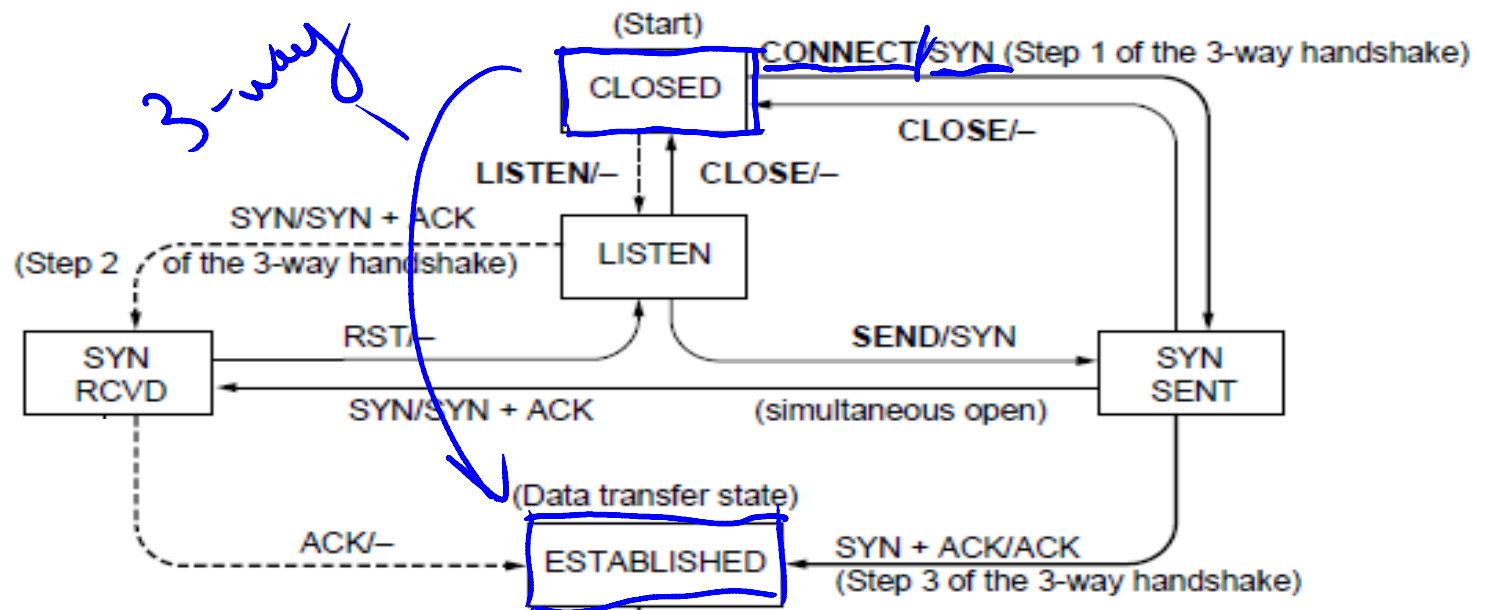 (Start)
3-way
CLOSED
CONNECT/SYN (Step 1 of the 3-way handshake)
CLOSE/–
LISTEN/–
CLOSE/–
SYN/SYN + ACK
(Step 2 of the 3-way handshake)
LISTEN
RST/–
SEND/SYN
SYN
RCVD
SYN
SENT
SYN/SYN + ACK
(simultaneous open)
(Data transfer state)
ACK/–
ESTABLISHED
SYN + ACK/ACK
(Step 3 of the 3-way handshake)